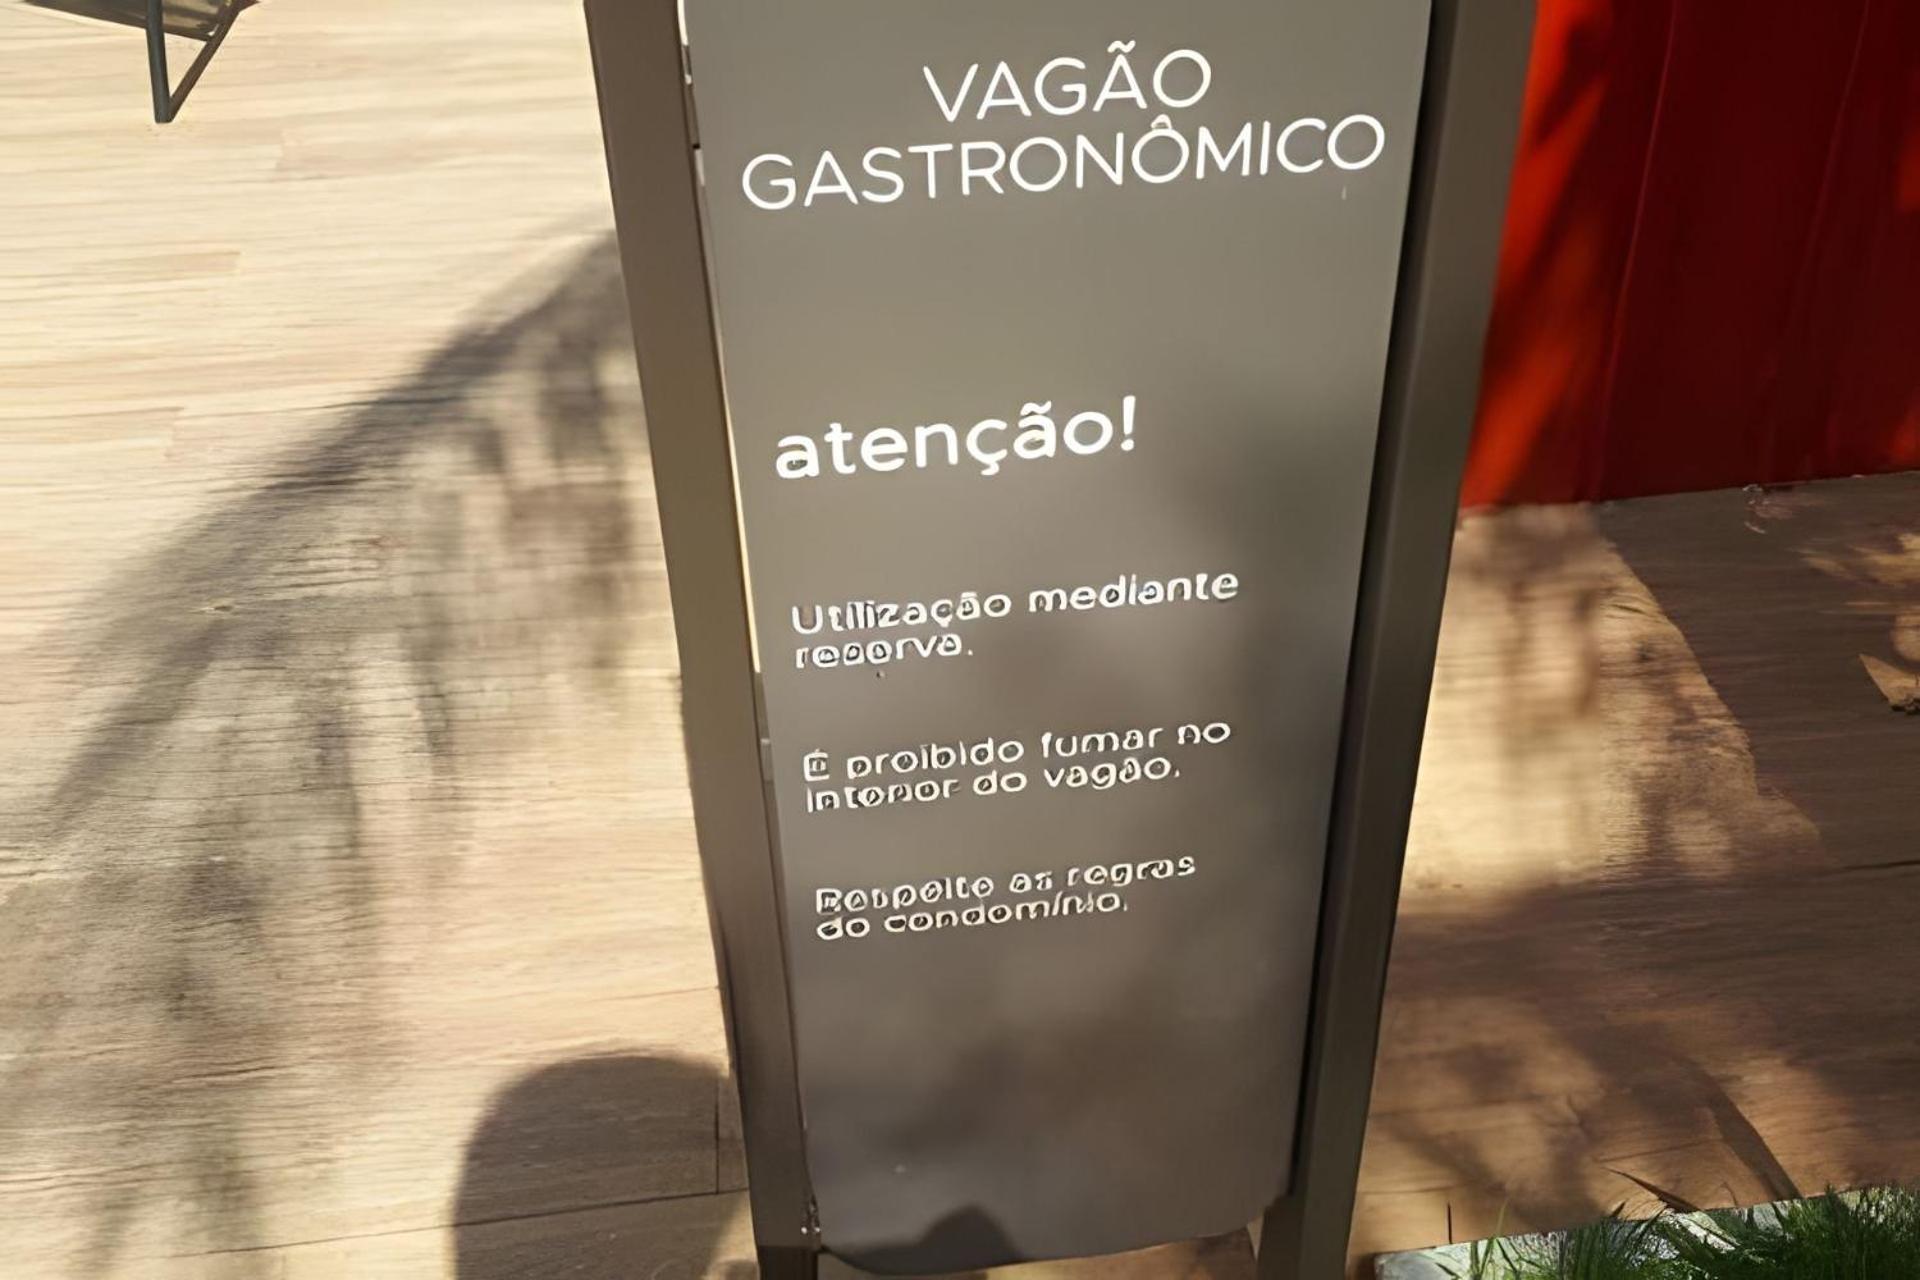 VAGÃO
GASTRONÔMICO
atenção!
Utilização mediante
reserva.
É proibido fumar no
interior do vagão.
Respeite as regras
do condomínio.